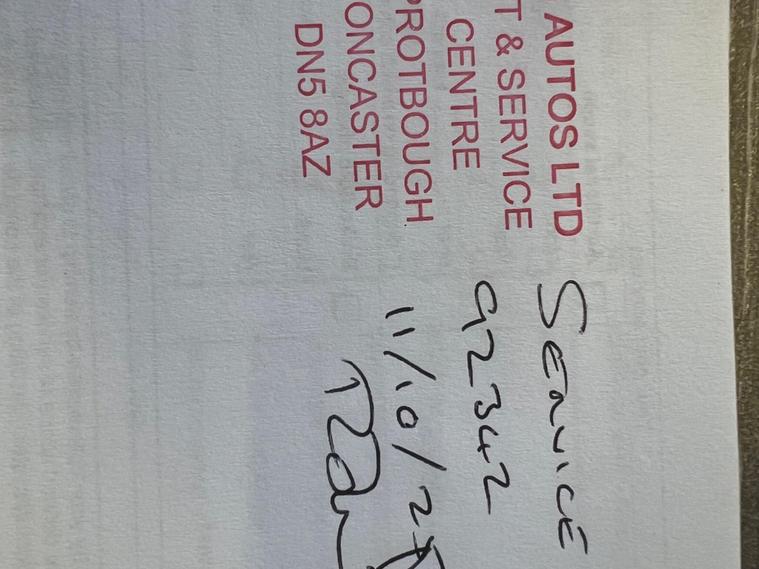 AUTOS LTD
T & SERVICE
CENTRE
PROTBOUGH
ONCASTER
DN5 8AZ
SERVICE
92342
11/10/2